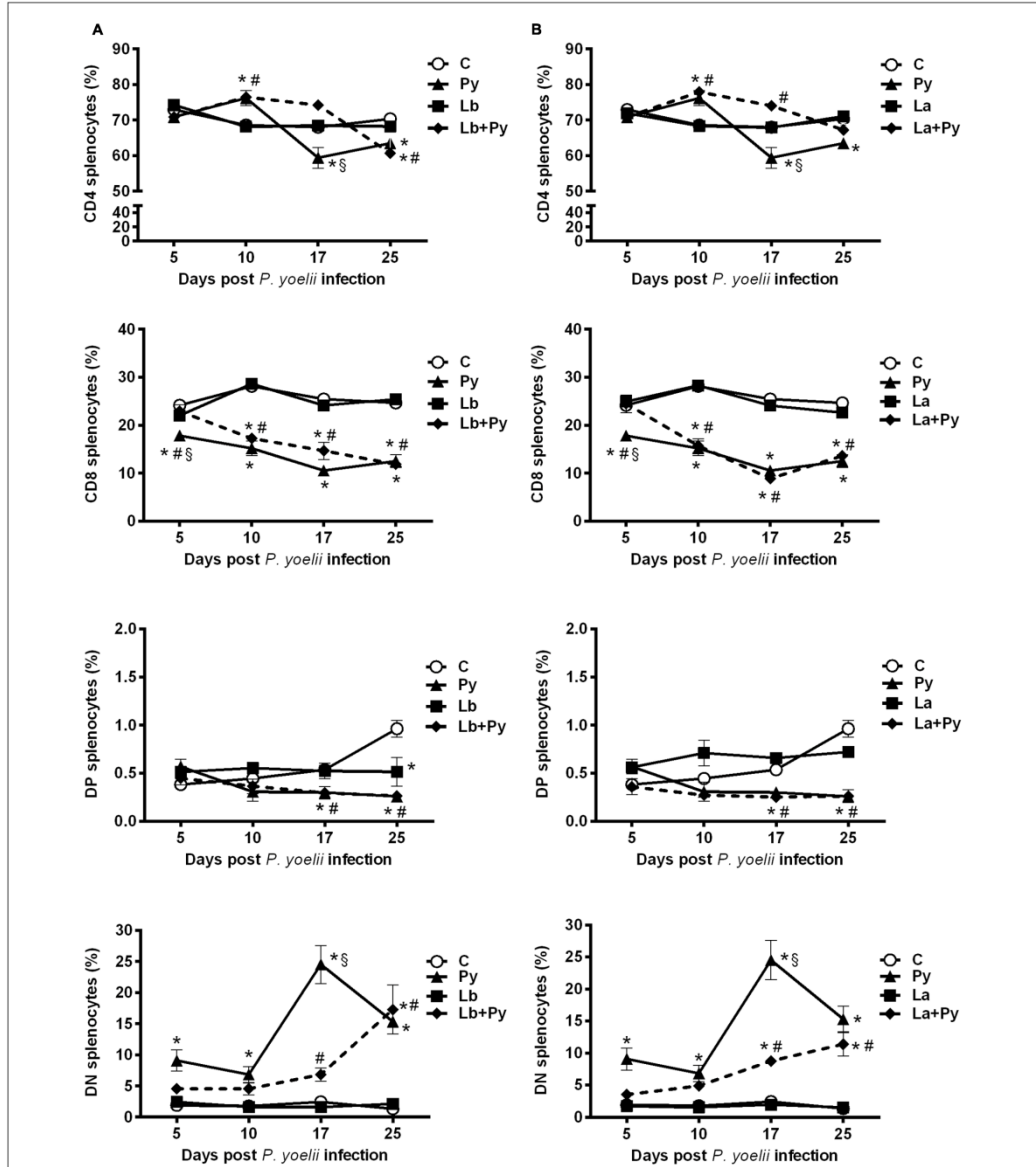 A
B
90
80
70
60
50
40
20
0
CD4 splenocytes (%)
* #
* §
*
* #
C
Py
Lb
Lb+Py
5 10 17 25
Days post P. yoelii infection
90
80
70
60
50
40
20
0
CD4 splenocytes (%)
* #
#
* §
*
C
Py
La
La+Py
5 10 17 25
Days post P. yoelii infection
40
30
20
10
0
CD8 splenocytes (%)
* # §
* #
*
* #
*
* #
*
C
Py
Lb
Lb+Py
5 10 17 25
Days post P. yoelii infection
40
30
20
10
0
CD8 splenocytes (%)
* # §
* #
*
*
* #
* #
*
C
Py
La
La+Py
5 10 17 25
Days post P. yoelii infection
2.0
1.5
1.0
0.5
0.0
DP splenocytes (%)
*
* #
* #
C
Py
Lb
Lb+Py
5 10 17 25
Days post P. yoelii infection
2.0
1.5
1.0
0.5
0.0
DP splenocytes (%)
* #
* #
C
Py
La
La+Py
5 10 17 25
Days post P. yoelii infection
30
25
20
15
10
5
0
DN splenocytes (%)
*
*
* §
#
* #
*
C
Py
Lb
Lb+Py
5 10 17 25
Days post P. yoelii infection
30
25
20
15
10
5
0
DN splenocytes (%)
*
*
* §
* #
*
* #
C
Py
La
La+Py
5 10 17 25
Days post P. yoelii infection